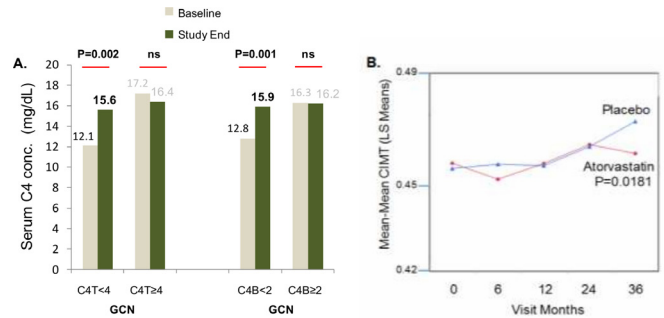 Baseline
Study End
A.
P=0.002 ns P=0.001 ns
Serum C4 conc. (mg/dL)
20
18
16
14
12
10
8
6
4
2
0
12.1 15.6 17.2 16.4 12.8 15.9 16.3 16.2
C4T<4 C4T≥4 C4B<2 C4B≥2
GCN GCN
B.
Mean-Mean CIMT (LS Means)
0.49
0.45
0.42
Placebo
Atorvastatin
P=0.0181
0 6 12 24 36
Visit Months